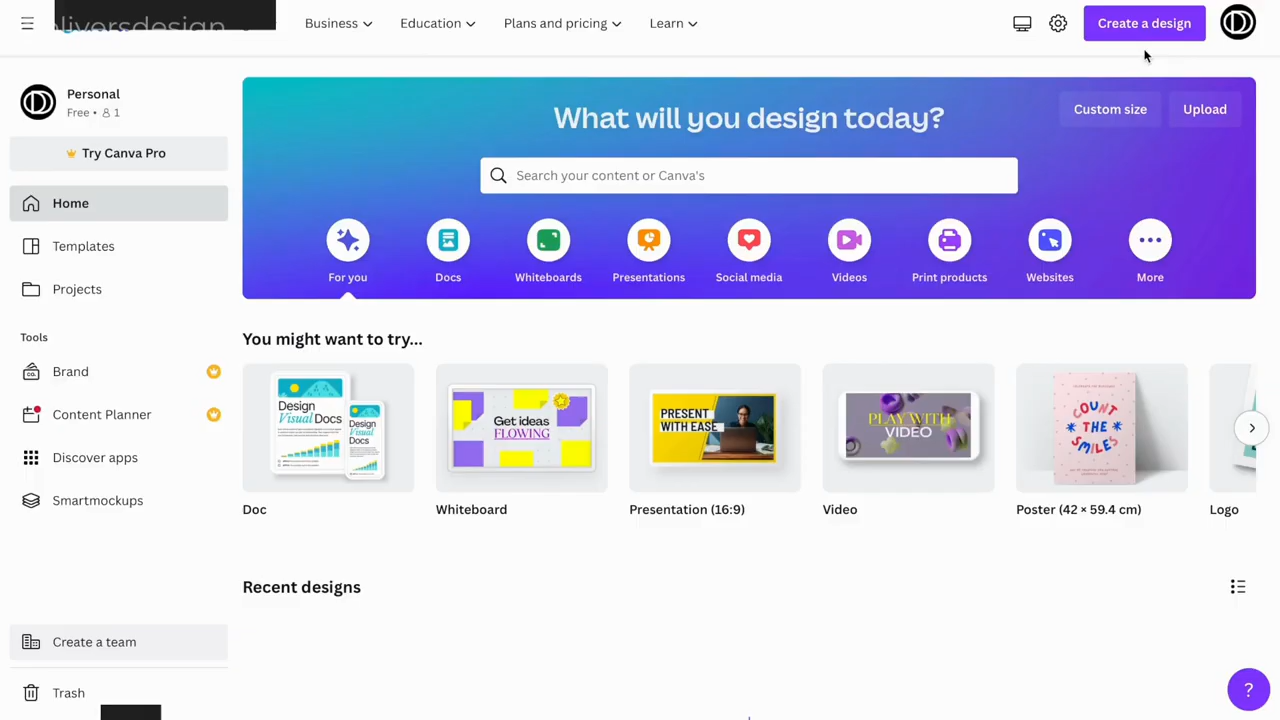 liversdesign
Business
Education
Plans and pricing
Learn
Create a design
Personal
Free • 1
Try Canva Pro
Home
Templates
Projects
Tools
Brand
Content Planner
Discover apps
Smartmockups
Create a team
Trash
What will you design today?
Custom size
Upload
Search your content or Canva's
For you
Docs
Whiteboards
Presentations
Social media
Videos
Print products
Websites
More
You might want to try...
Design
Visual Docs
Design
Visual
Docs
Get ideas
FLOWING
PRESENT
WITH EASE
PLAY WITH
VIDEO
COUNT
THE
SMILES
Doc
Whiteboard
Presentation (16:9)
Video
Poster (42 × 59.4 cm)
Logo
Recent designs
?